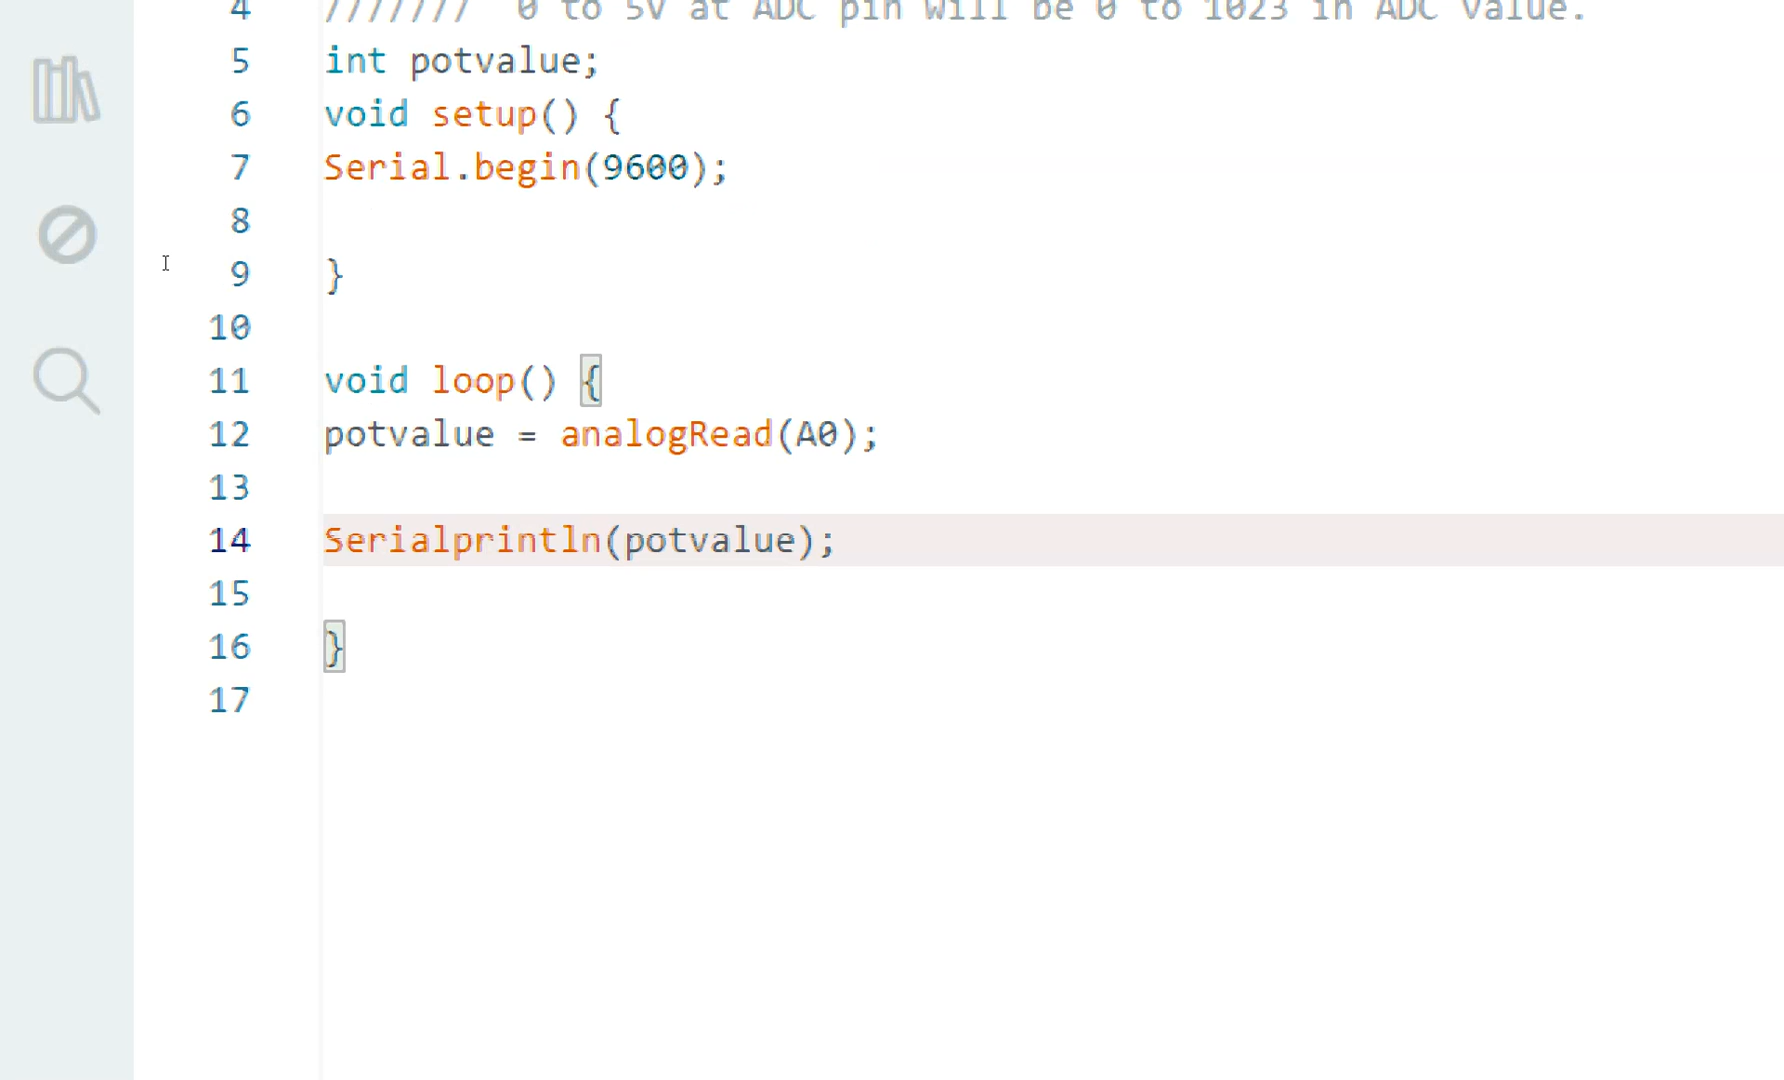 4 /////// 0 to 5V at ADC pin will be 0 to 1023 in ADC value.
5 int potvalue;
6 void setup() {
7 Serial.begin(9600);
8
9 }
10
11 void loop() {
12 potvalue = analogRead(A0);
13
14 Serialprintln(potvalue);
15
16 }
17